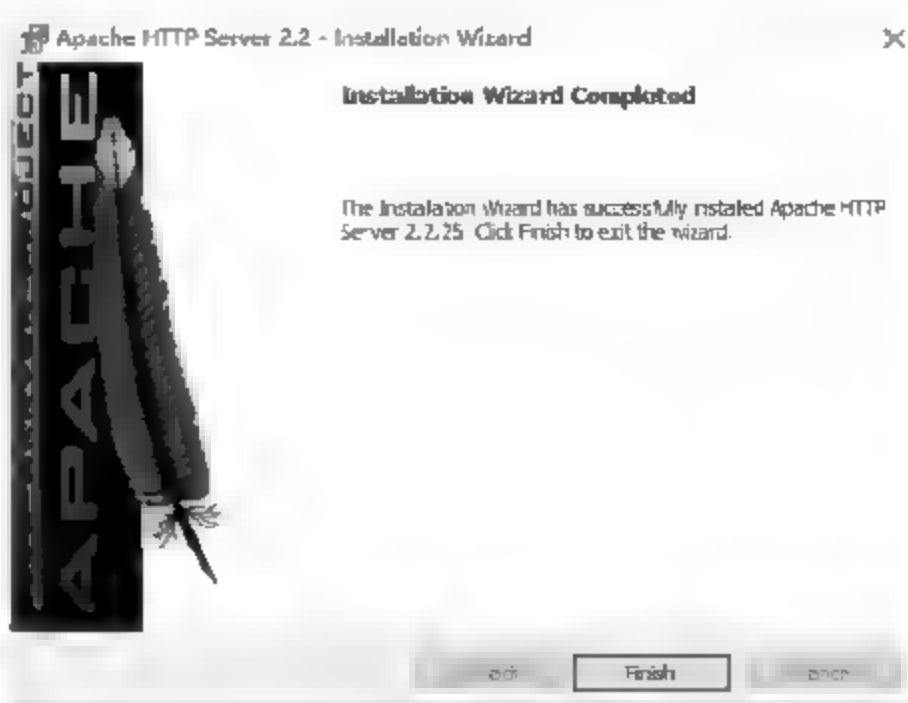 Apache HTTP Server 2.2 - Installation Wizard
Installation Wizard Completed
The Installation Wizard has successfully installed Apache HTTP
Server 2.2.25. Click Finish to exit the wizard.
APACHE
Finish